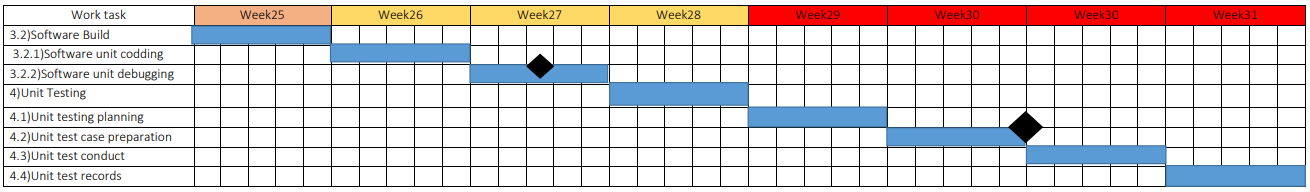 Work task Week25 Week26 Week27 Week28 Week29 Week30 Week30 Week31
3.2)Software Build
3.2.1)Software unit codding
3.2.2)Software unit debugging
4)Unit Testing
4.1)Unit testing planning
4.2)Unit test case preparation
4.3)Unit test conduct
4.4)Unit test records